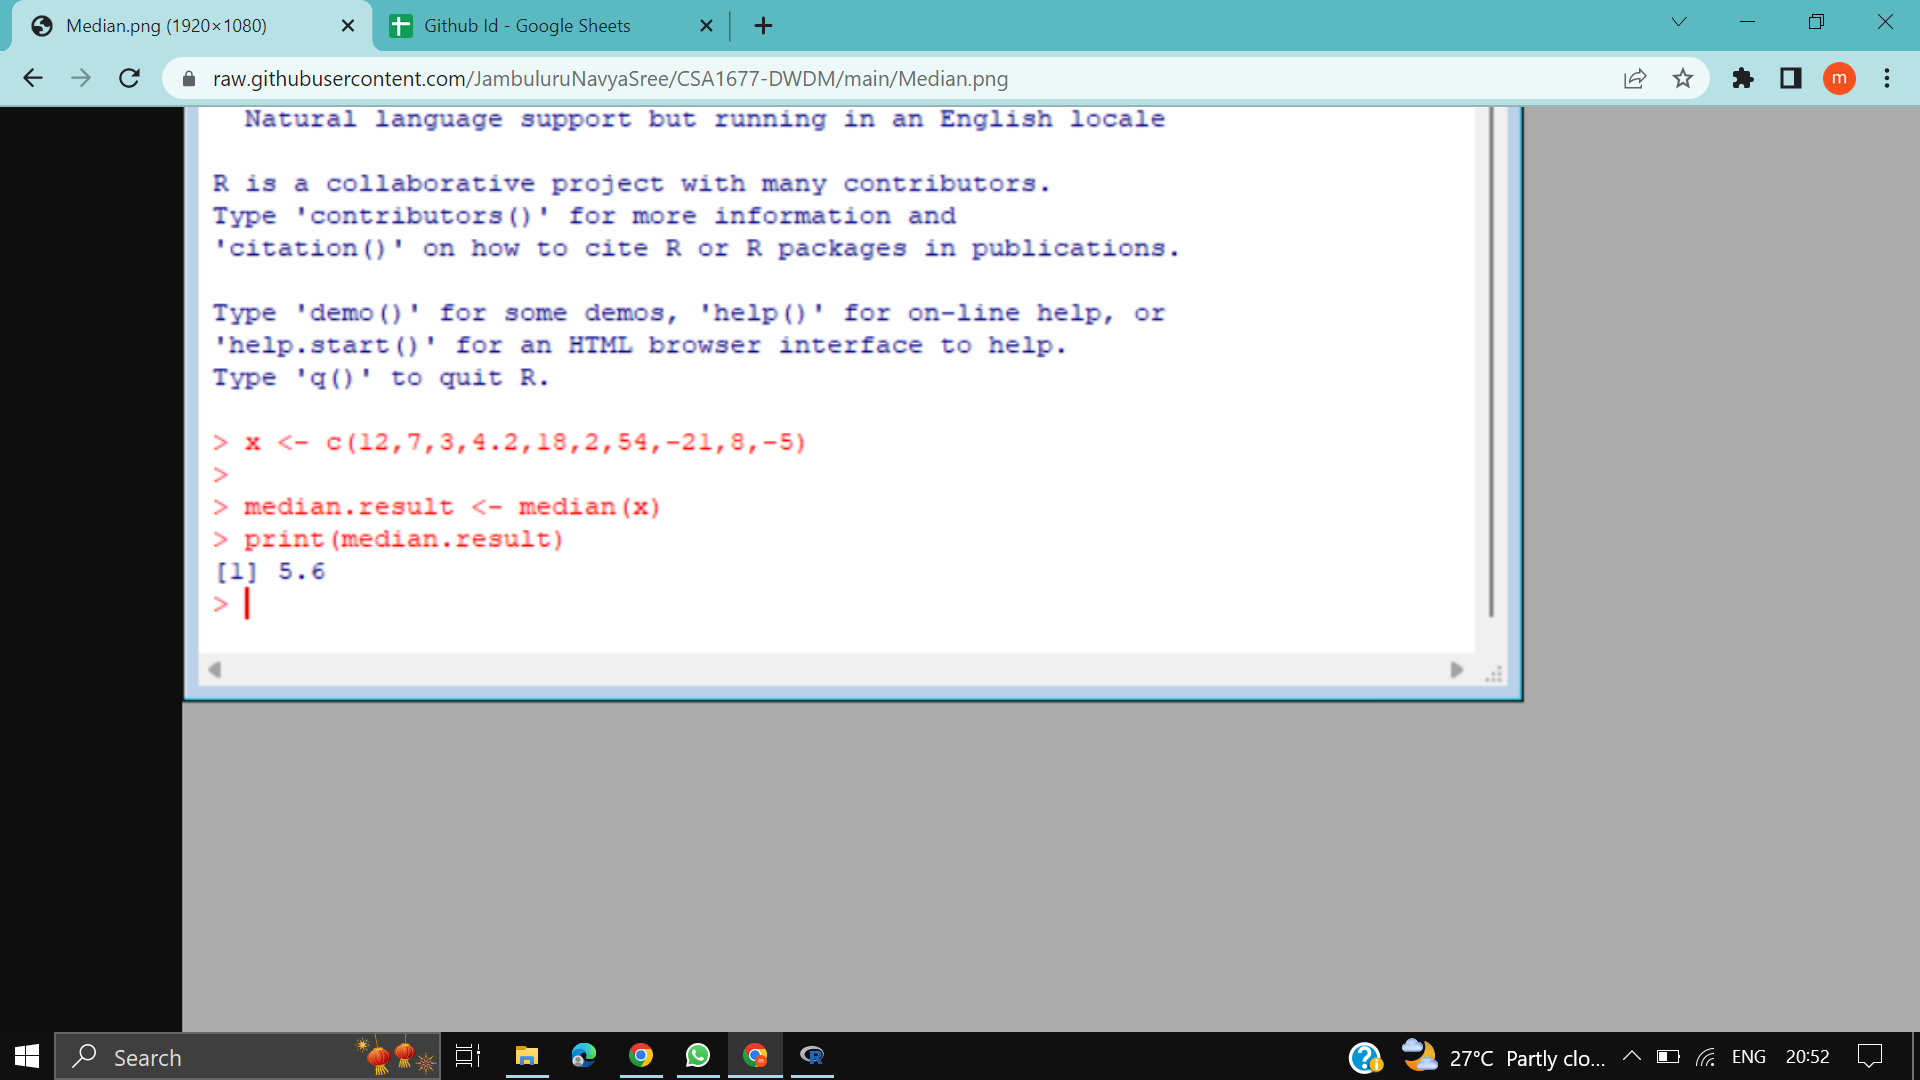 Median.png (1920×1080)
Github Id - Google Sheets
raw.githubusercontent.com/JambuluruNavyaSree/CSA1677-DWDM/main/Median.png
m
Natural language support but running in an English locale
R is a collaborative project with many contributors.
Type 'contributors()' for more information and
'citation()' on how to cite R or R packages in publications.
Type 'demo()' for some demos, 'help()' for on-line help, or
'help.start()' for an HTML browser interface to help.
Type 'q()' to quit R.
> x <- c(12,7,3,4.2,18,2,54,-21,8,-5)
>
> median.result <- median(x)
> print(median.result)
[1] 5.6
>
Search
R
27°C Partly clo...
ENG
20:52